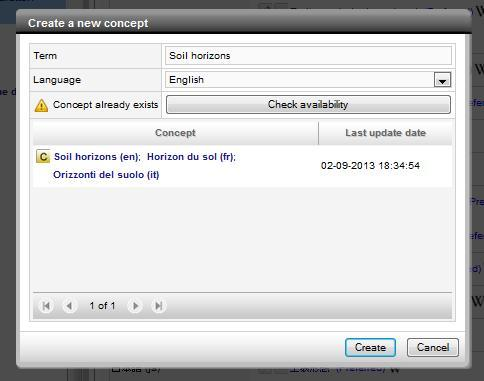 Create a new concept
Term Soil horizons
Language English
Concept already exists Check availability
Concept Last update date
C Soil horizons (en); Horizon du sol (fr);
Orizzonti del suolo (it)
02-09-2013 18:34:54
1 of 1
Create Cancel